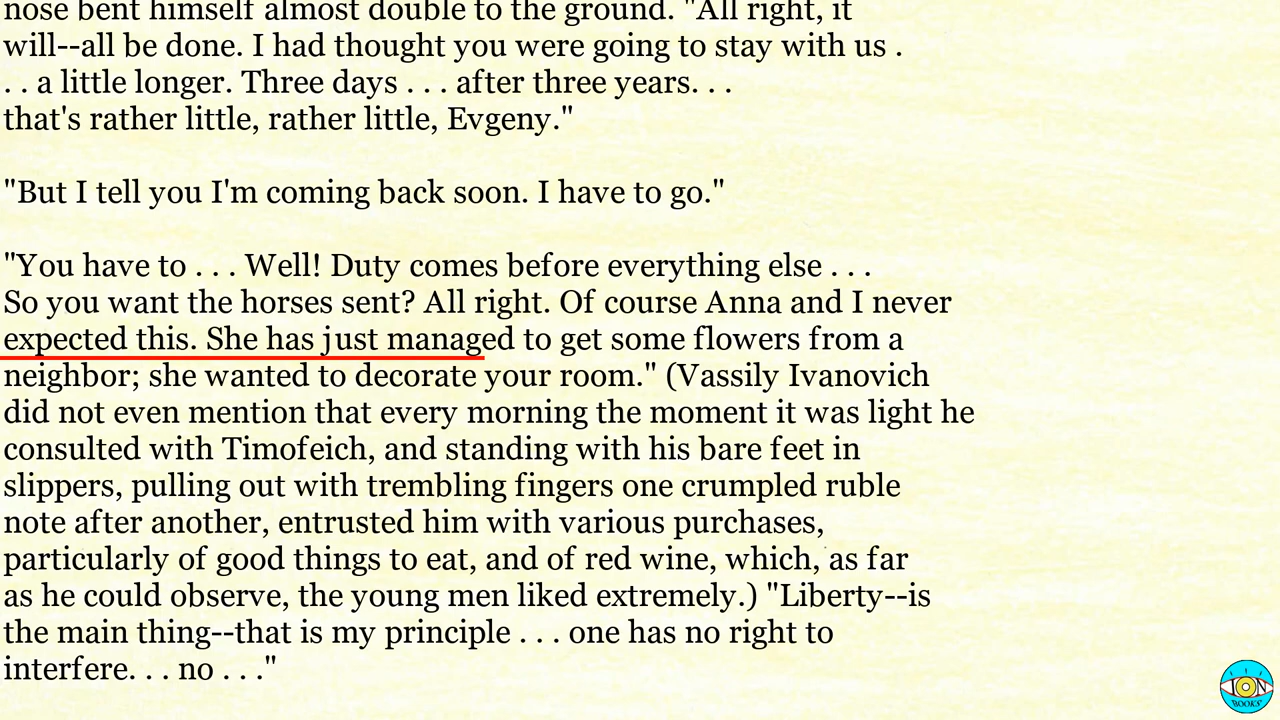 nose bent himself almost double to the ground. "All right, it
will--all be done. I had thought you were going to stay with us .
. . a little longer. Three days . . . after three years. . .
that's rather little, rather little, Evgeny."
"But I tell you I'm coming back soon. I have to go."
"You have to . . . Well! Duty comes before everything else . . .
So you want the horses sent? All right. Of course Anna and I never
expected this. She has just managed to get some flowers from a
neighbor; she wanted to decorate your room." (Vassily Ivanovich
did not even mention that every morning the moment it was light he
consulted with Timofeich, and standing with his bare feet in
slippers, pulling out with trembling fingers one crumpled ruble
note after another, entrusted him with various purchases,
particularly of good things to eat, and of red wine, which, as far
as he could observe, the young men liked extremely.) "Liberty--is
the main thing--that is my principle . . . one has no right to
interfere. . . no . . ."
ION
BOOKS